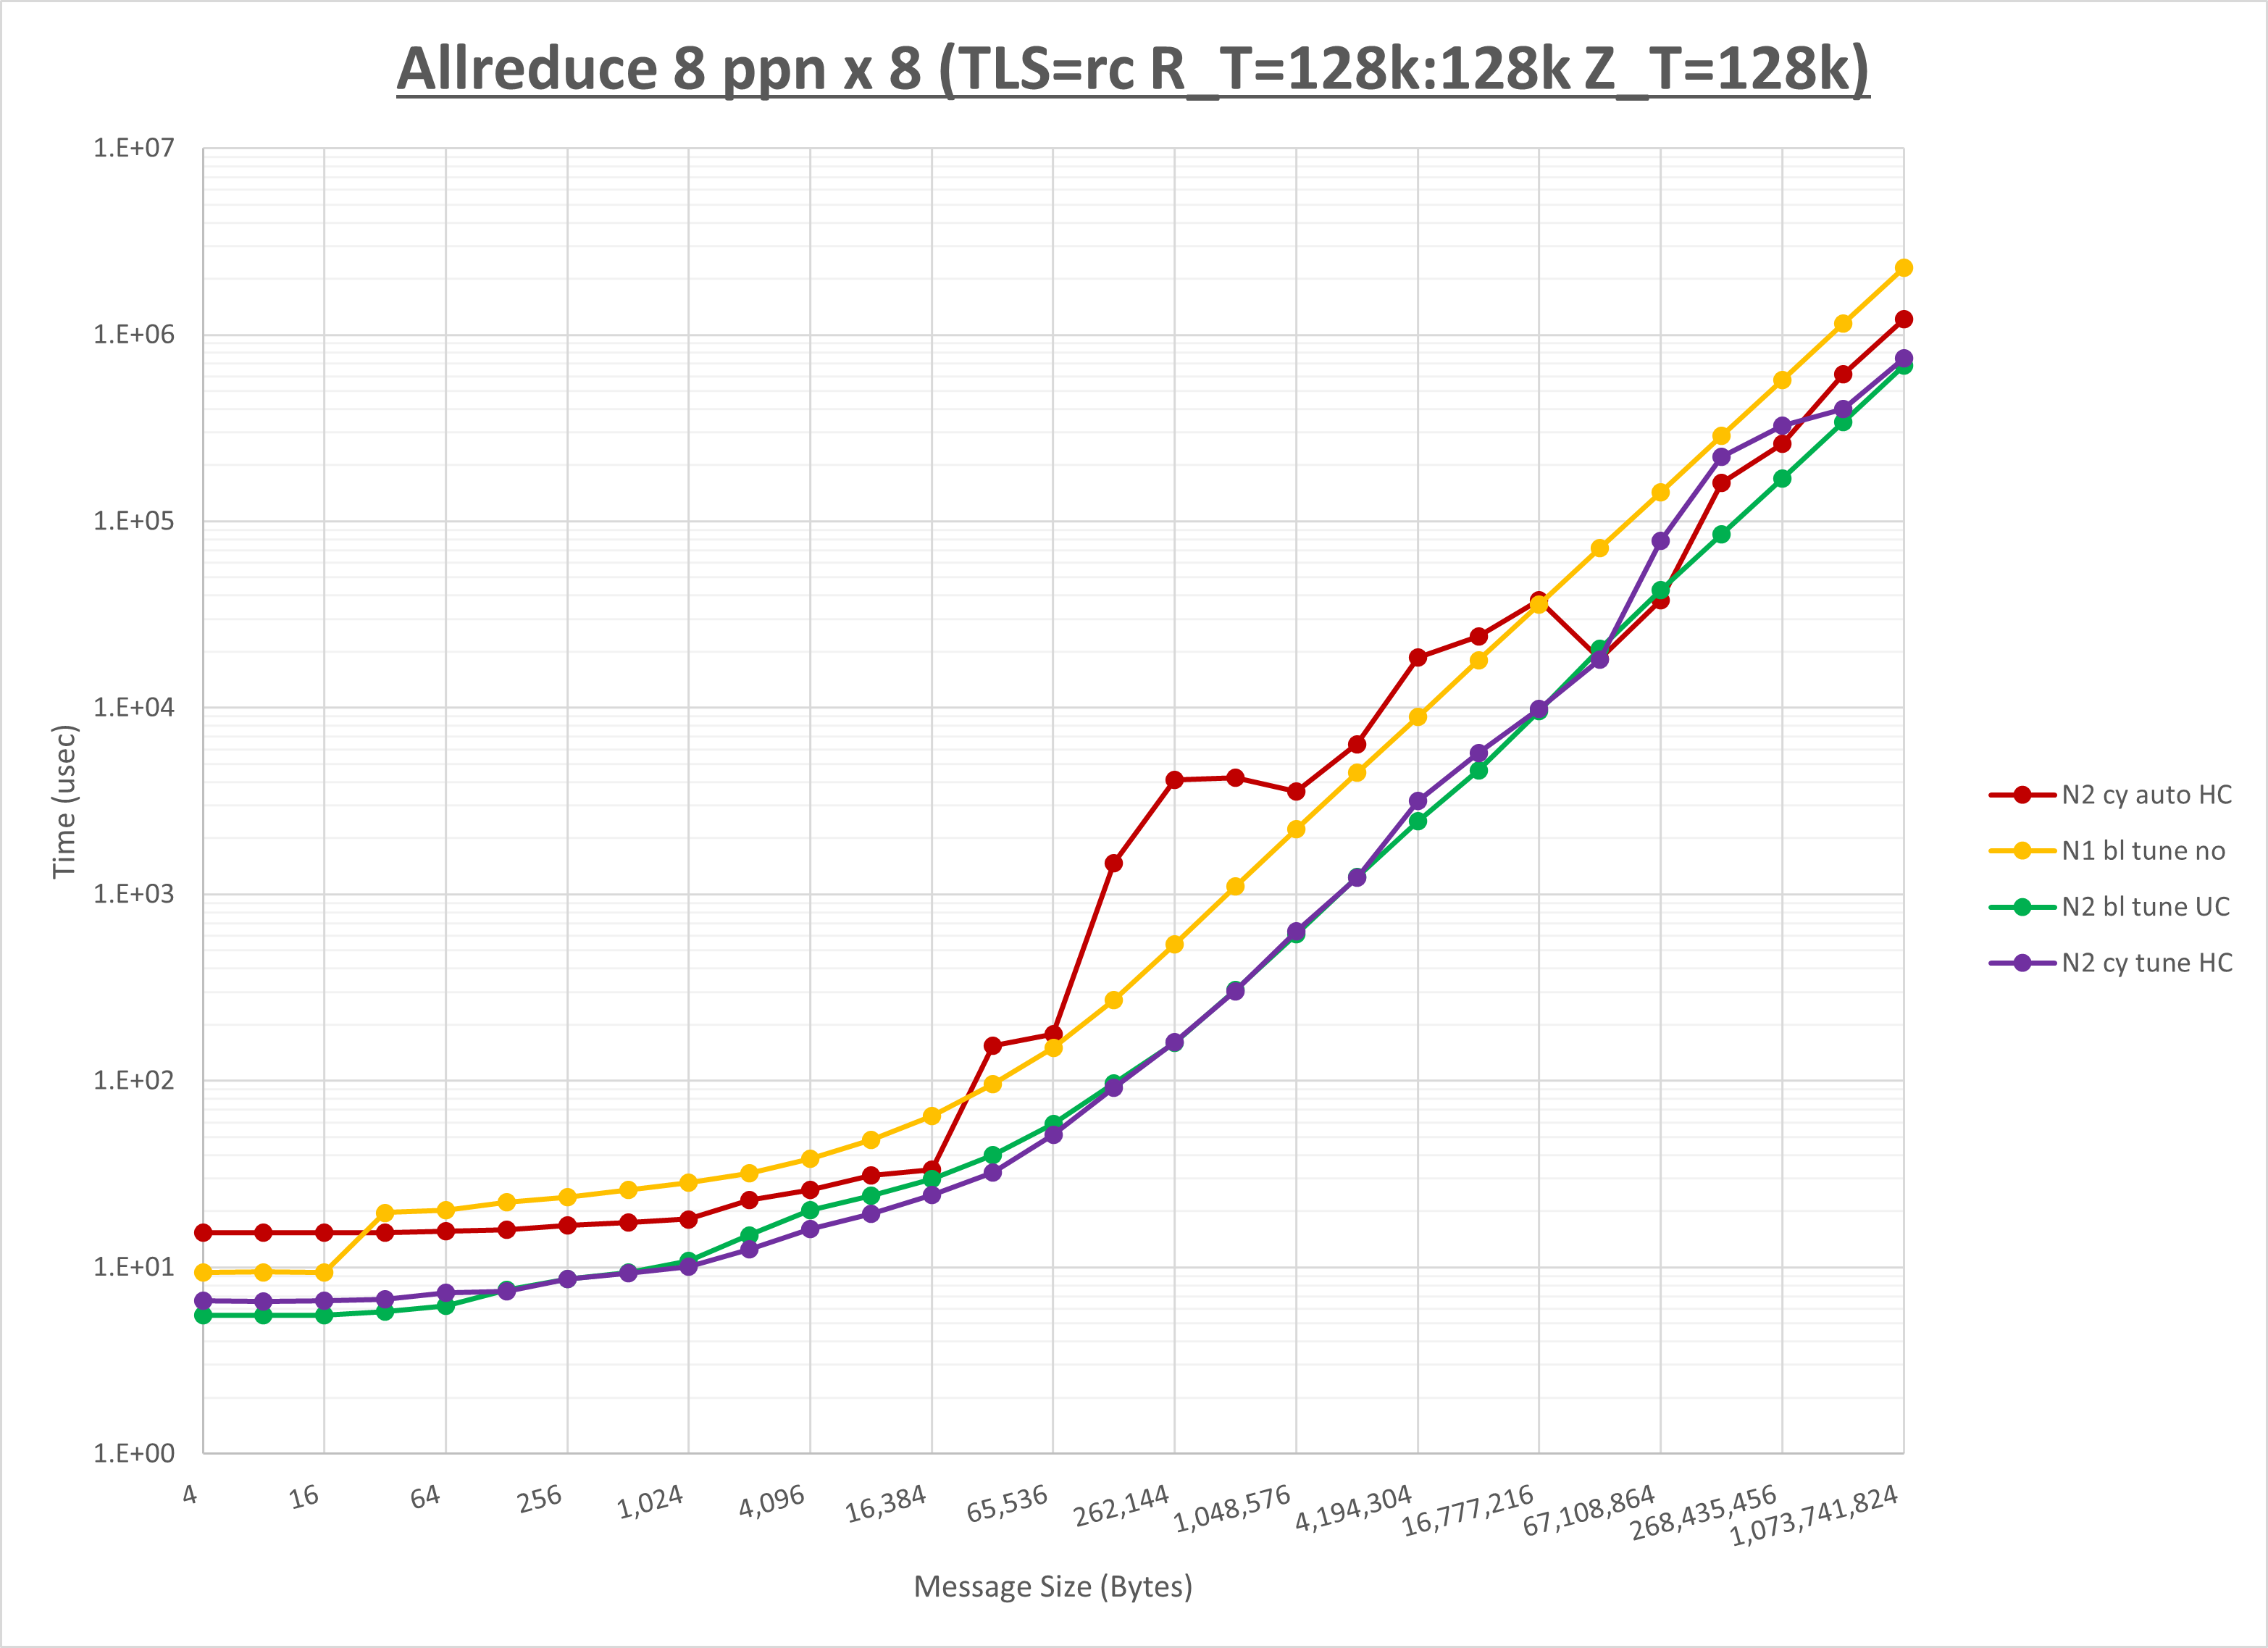 Allreduce 8 ppn x 8 (TLS=rc R_T=128k:128k Z_T=128k)
1.E+07
1.E+06
1.E+05
1.E+04
1.E+03
1.E+02
1.E+01
1.E+00
Time (usec)
N2 cy auto HC
N1 bl tune no
N2 bl tune UC
N2 cy tune HC
4
16
64
256
1,024
4,096
16,384
65,536
262,144
1,048,576
4,194,304
16,777,216
67,108,864
268,435,456
1,073,741,824
Message Size (Bytes)